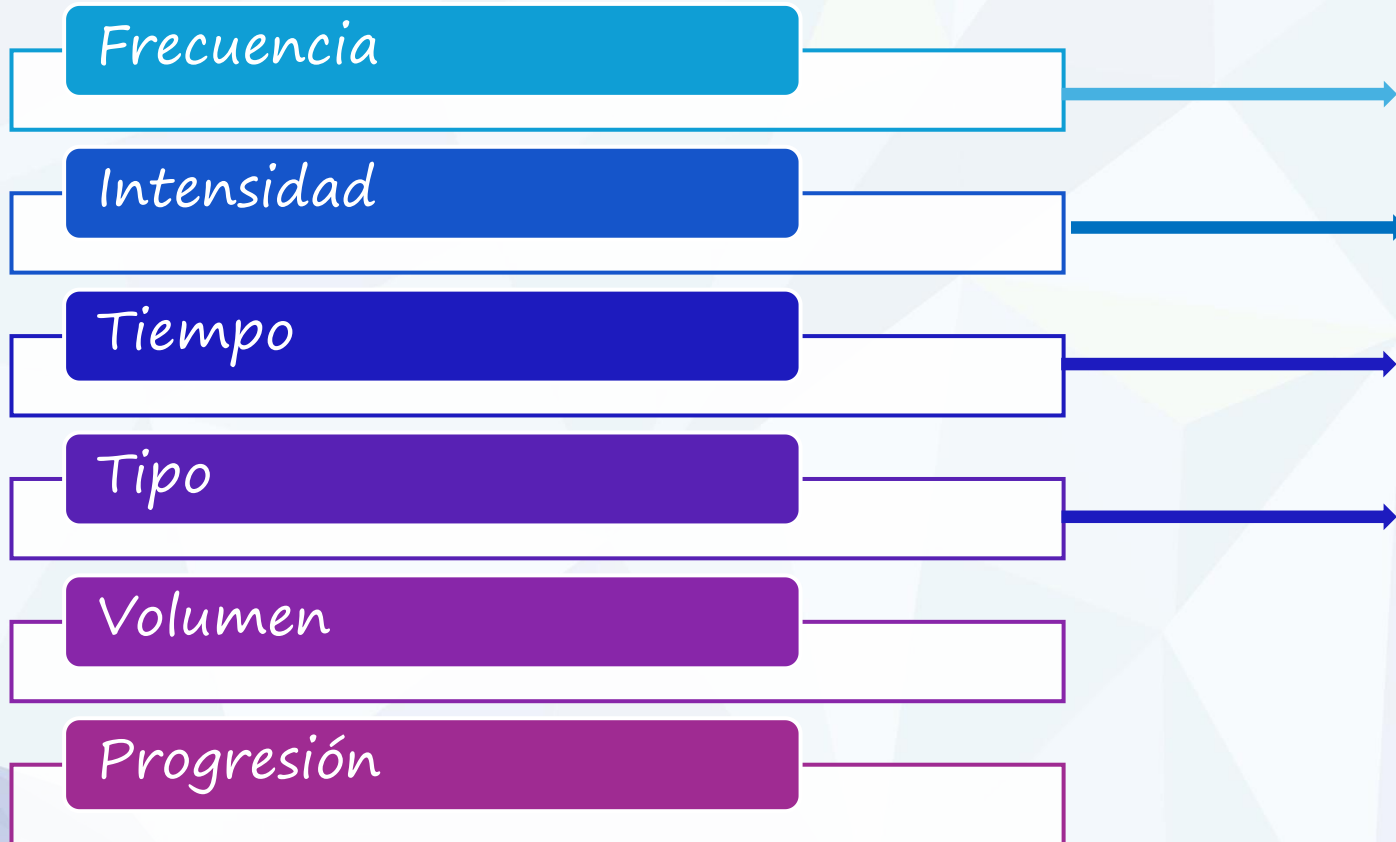 Frecuencia
Intensidad
Tiempo
Tipo
Volumen
Progresión